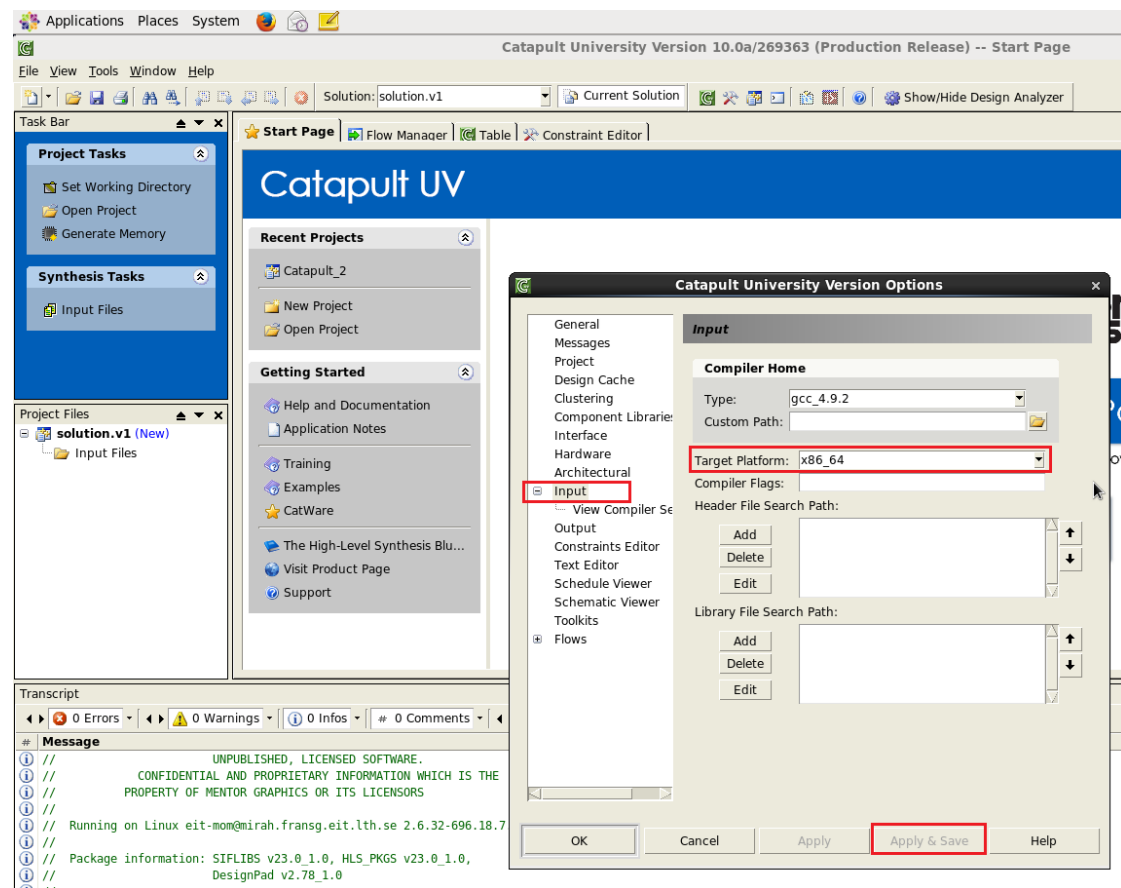 Applications Places System
Catapult University Version 10.0a/269363 (Production Release) -- Start Page
File View Tools Window Help
Solution: solution.v1 Current Solution Show/Hide Design Analyzer
Task Bar
Project Tasks
Set Working Directory
Open Project
Generate Memory
Synthesis Tasks
Input Files
Project Files
solution.v1 (New)
Input Files
Start Page Flow Manager Table Constraint Editor
Catapult UV
Recent Projects
Catapult_2
New Project
Open Project
Getting Started
Help and Documentation
Application Notes
Training
Examples
CatWare
The High-Level Synthesis Blu...
Visit Product Page
Support
Catapult University Version Options
General
Messages
Project
Design Cache
Clustering
Component Libraries
Interface
Hardware
Architectural
Input
View Compiler Se
Output
Constraints Editor
Text Editor
Schedule Viewer
Schematic Viewer
Toolkits
Flows
Input
Compiler Home
Type: gcc_4.9.2
Custom Path:
Target Platform: x86_64
Compiler Flags:
Header File Search Path:
Add
Delete
Edit
Library File Search Path:
Add
Delete
Edit
OK Cancel Apply Apply & Save Help
Transcript
0 Errors 0 Warnings 0 Infos # 0 Comments
# Message
// UNPUBLISHED, LICENSED SOFTWARE.
// CONFIDENTIAL AND PROPRIETARY INFORMATION WHICH IS THE
// PROPERTY OF MENTOR GRAPHICS OR ITS LICENSORS
//
// Running on Linux eit-mom@mirah.fransg.eit.lth.se 2.6.32-696.18.7
//
// Package information: SIFLIBS v23.0_1.0, HLS_PKGS v23.0_1.0,
// DesignPad v2.78_1.0